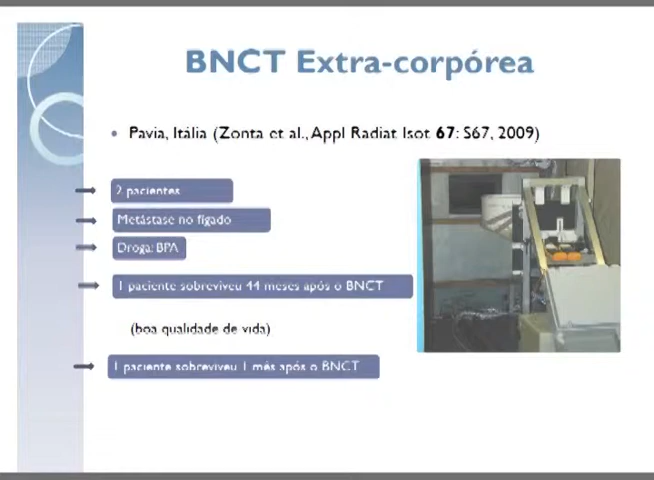 BNCT Extra-corpórea
• Pavia, Itália (Zonta et al., Appl Radiat Isot 67: S67, 2009)
2 pacientes
Metástase no fígado
Droga: BPA
1 paciente sobreviveu 44 meses após o BNCT
(boa qualidade de vida)
1 paciente sobreviveu 1 mês após o BNCT